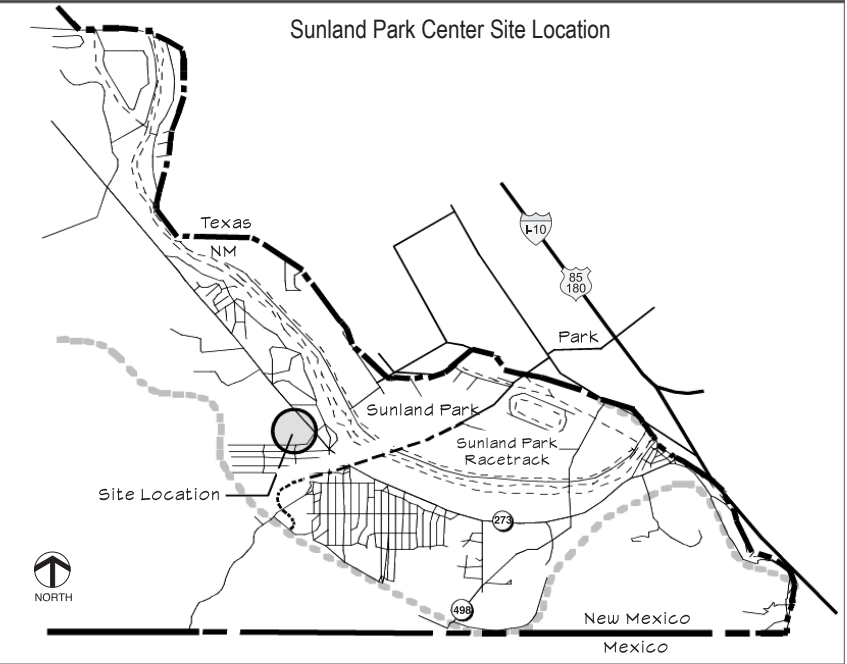 Sunland Park Center Site Location
Texas
NM
I-10
85
180
Park
Sunland Park
Sunland Park
Racetrack
Site Location
273
NORTH
498
New Mexico
Mexico